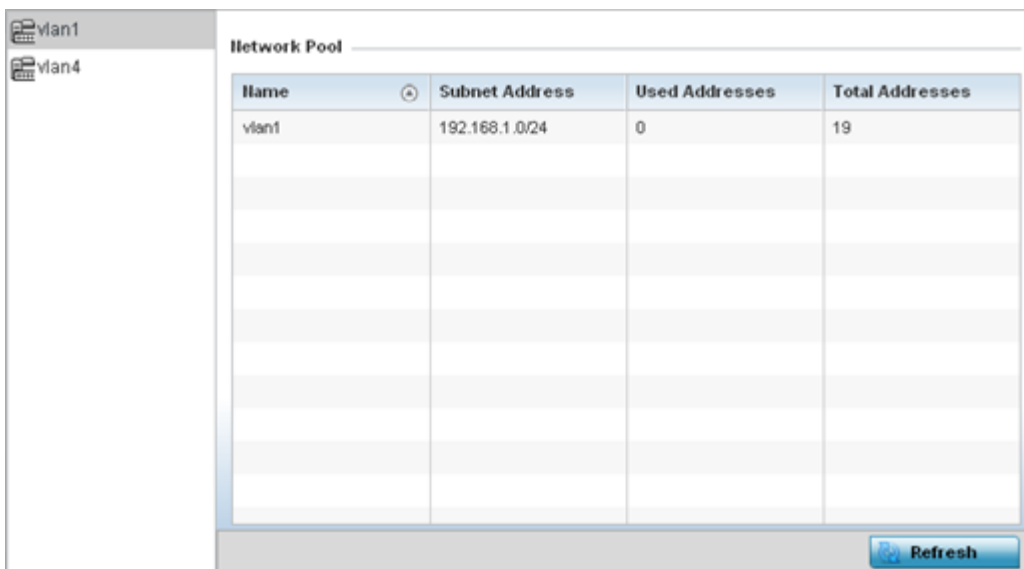 vlan1
vlan4
Network Pool
Name Subnet Address Used Addresses Total Addresses
vlan1 192.168.1.0/24 0 19
Refresh